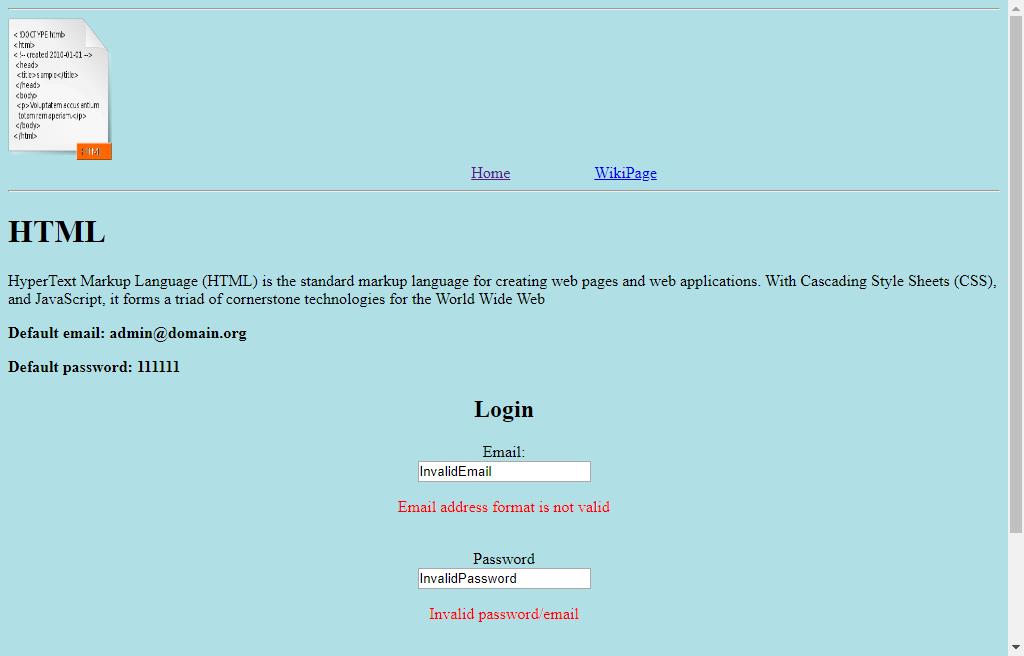 < !DOCTYPE html>
<html>
< !-- created 2010-01-01 -->
<head>
<title>sample</title>
</head>
<body>
<p>Voluptatem accusantium
totam rem aperiam.</p>
</body>
</html>
HTML
Home WikiPage
HTML
HyperText Markup Language (HTML) is the standard markup language for creating web pages and web applications. With Cascading Style Sheets (CSS),
and JavaScript, it forms a triad of cornerstone technologies for the World Wide Web
Default email: admin@domain.org
Default password: 111111
Login
Email:
InvalidEmail
Email address format is not valid
Password
InvalidPassword
Invalid password/email